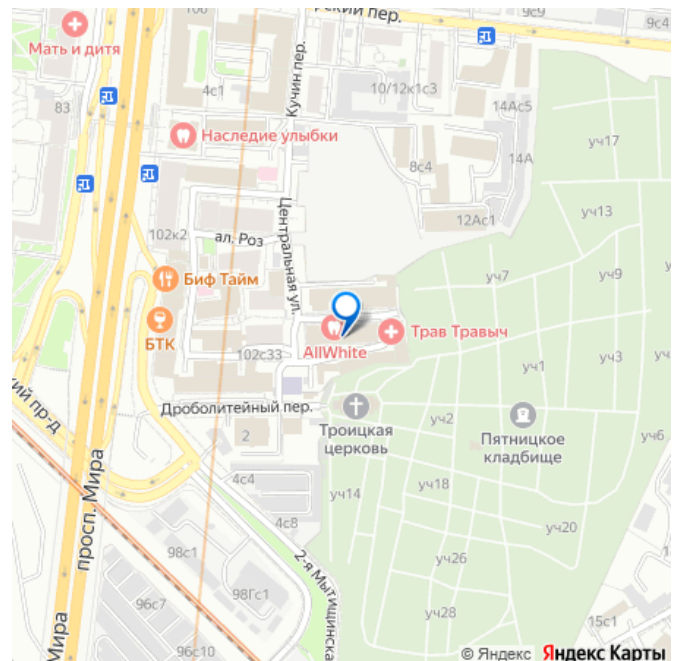 106
ский пер.
9с9
9с4
Мать и дитя
83
4с1
Кучин пер.
10/12к1с3
14Ас5
Наследие улыбки
8с4
14А
уч17
12Ас1
уч13
102к2
ал. Роз
Центральная ул.
Биф Тайм
уч7
уч9
БТК
AllWhite
Трав Травыч
102с33
уч1
уч3
Дроболитейный пер.
Троицкая
церковь
уч2
Пятницкое
кладбище
уч6
2
кий пр-д
просп. Мира
4с4
4с8
уч14
уч18
уч20
98с1
2-я Мытищинская
уч26
96с7
98Гс1
уч28
15с1
Мира
96с10
© Яндекс Яндекс Карты